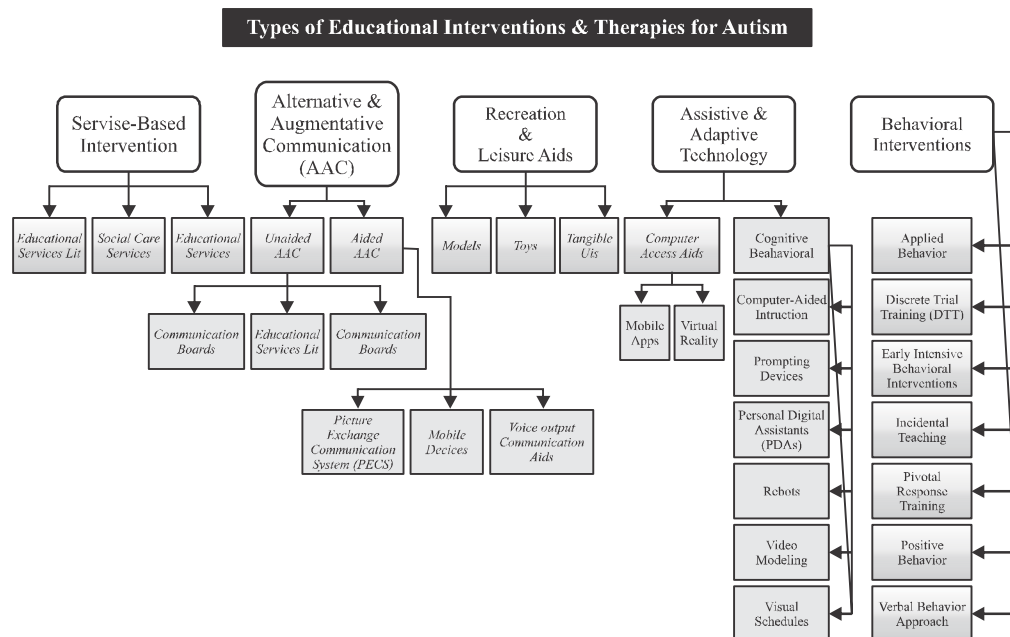 Types of Educational Interventions & Therapies for Autism
Servise-Based
Intervention
Alternative &
Augmentative
Communication
(AAC)
Recreation
&
Leisure Aids
Assistive &
Adaptive
Technology
Behavioral
Interventions
Educational
Services Lit
Social Care
Services
Educational
Services
Unaided
AAC
Aided
AAC
Models
Toys
Tangible
Uis
Computer
Access Aids
Cognitive
Beahavioral
Applied
Behavior
Communication
Boards
Educational
Services Lit
Communication
Boards
Mobile
Apps
Virtual
Reality
Computer-Aided
Intruction
Discrete Trial
Training (DTT)
Prompting
Devices
Early Intensive
Behavioral
Interventions
Picture
Exchange
Communication
System (PECS)
Mobile
Decices
Voice output
Communication
Aids
Personal Digital
Assistants
(PDAs)
Incidental
Teaching
Rebots
Pivotal
Response
Training
Video
Modeling
Positive
Behavior
Visual
Schedules
Verbal Behavior
Approach